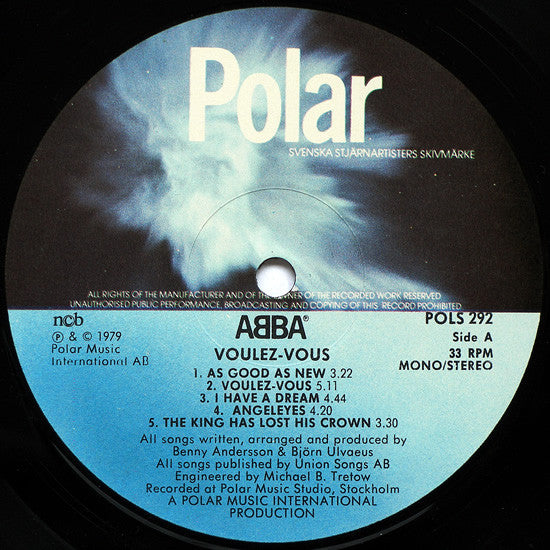 Polar
SVENSKA STJÄRNARTISTERS SKIVMÄRKE
ALL RIGHTS OF THE MANUFACTURER AND OF THE OWNER OF THE RECORDED WORK RESERVED
UNAUTHORISED PUBLIC PERFORMANCE, BROADCASTING AND COPYING OF THIS RECORD PROHIBITED
ncb
℗ & © 1979
Polar Music
International AB
ABBA®
POLS 292
Side A
33 RPM
MONO/STEREO
VOULEZ-VOUS
1. AS GOOD AS NEW 3.22
2. VOULEZ-VOUS 5.11
3. I HAVE A DREAM 4.44
4. ANGELEYES 4.20
5. THE KING HAS LOST HIS CROWN 3.30
All songs written, arranged and produced by
Benny Andersson & Björn Ulvaeus
All songs published by Union Songs AB
Engineered by Michael B. Tretow
Recorded at Polar Music Studio, Stockholm
A POLAR MUSIC INTERNATIONAL
PRODUCTION